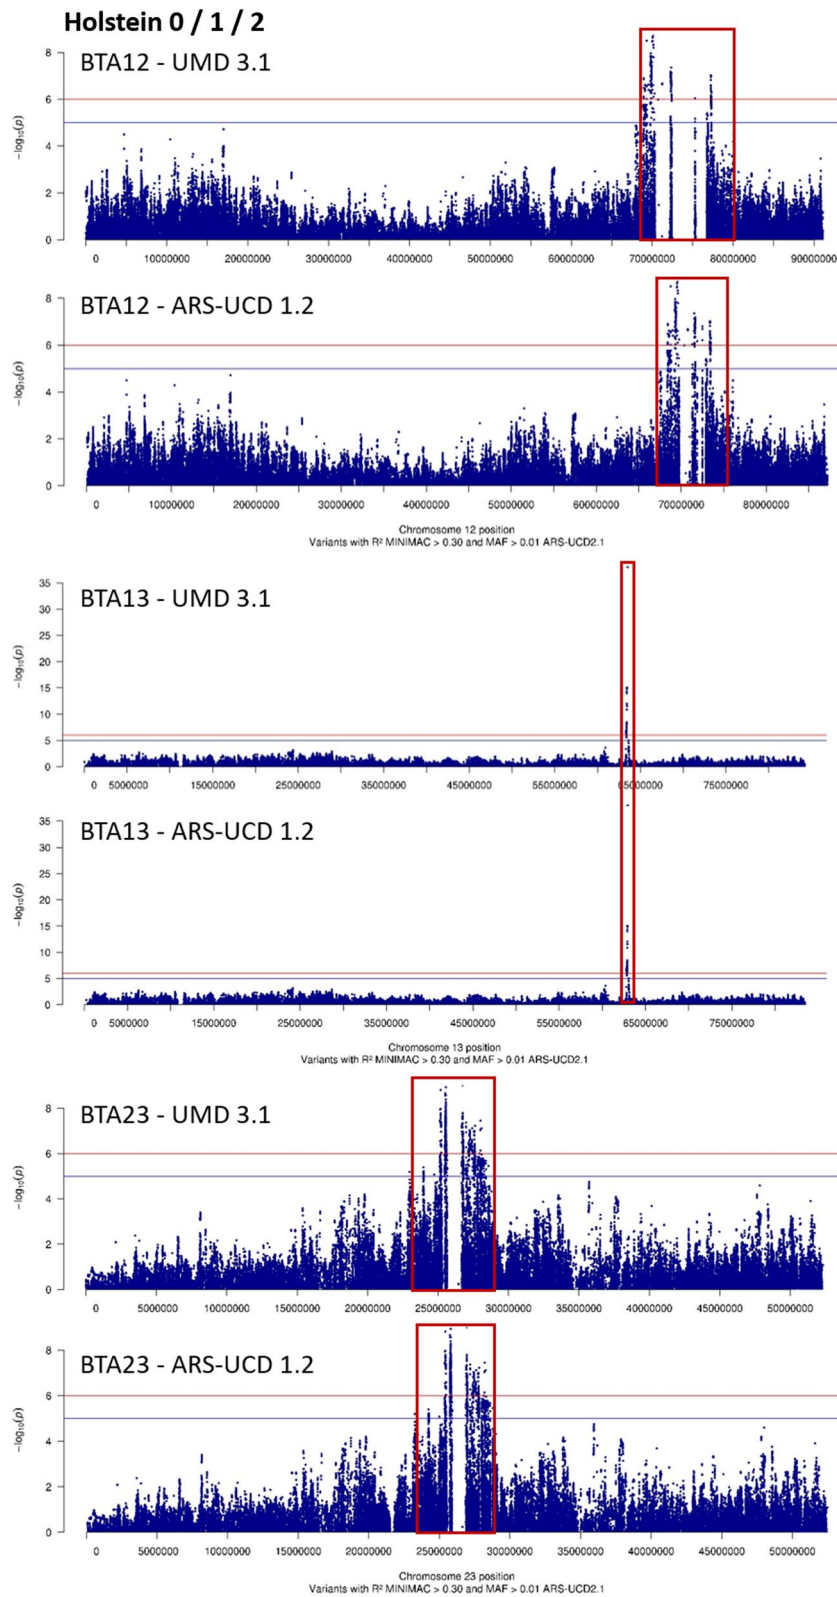 Holstein 0 / 1 / 2
BTA12 - UMD 3.1
8
6
4
2
0
−log₁₀(p)
0 10000000 20000000 30000000 40000000 50000000 60000000 70000000 80000000 90000000
BTA12 - ARS-UCD 1.2
8
6
4
2
0
−log₁₀(p)
0 10000000 20000000 30000000 40000000 50000000 60000000 70000000 80000000
Chromosome 12 position
Variants with R² MINIMAC > 0.30 and MAF > 0.01 ARS-UCD2.1
BTA13 - UMD 3.1
35
30
25
20
15
10
5
0
−log₁₀(p)
0 5000000 15000000 25000000 35000000 45000000 55000000 65000000 75000000
BTA13 - ARS-UCD 1.2
35
30
25
20
15
10
5
0
−log₁₀(p)
0 5000000 15000000 25000000 35000000 45000000 55000000 65000000 75000000
Chromosome 13 position
Variants with R² MINIMAC > 0.30 and MAF > 0.01 ARS-UCD2.1
BTA23 - UMD 3.1
8
6
4
2
0
−log₁₀(p)
0 5000000 10000000 15000000 20000000 25000000 30000000 35000000 40000000 45000000 50000000
BTA23 - ARS-UCD 1.2
8
6
4
2
0
−log₁₀(p)
0 5000000 10000000 15000000 20000000 25000000 30000000 35000000 40000000 45000000 50000000
Chromosome 23 position
Variants with R² MINIMAC > 0.30 and MAF > 0.01 ARS-UCD2.1